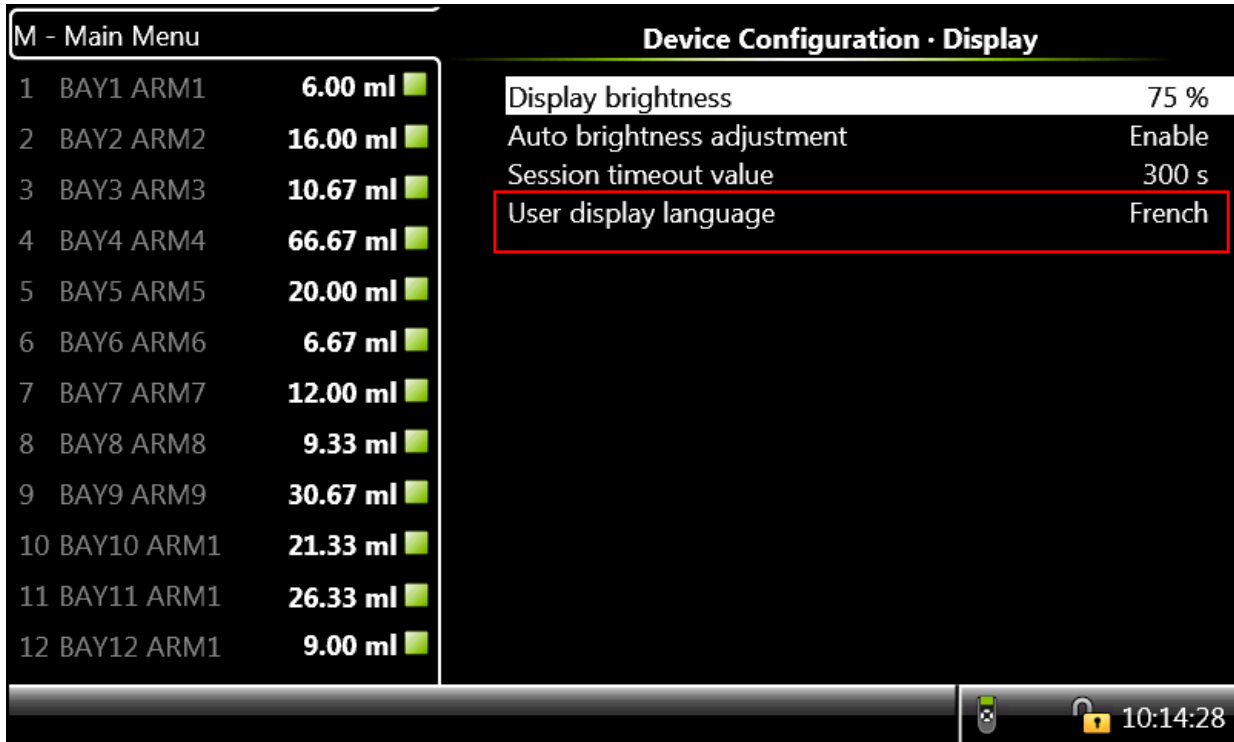 M - Main Menu
1 BAY1 ARM1 6.00 ml
2 BAY2 ARM2 16.00 ml
3 BAY3 ARM3 10.67 ml
4 BAY4 ARM4 66.67 ml
5 BAY5 ARM5 20.00 ml
6 BAY6 ARM6 6.67 ml
7 BAY7 ARM7 12.00 ml
8 BAY8 ARM8 9.33 ml
9 BAY9 ARM9 30.67 ml
10 BAY10 ARM1 21.33 ml
11 BAY11 ARM1 26.33 ml
12 BAY12 ARM1 9.00 ml
Device Configuration · Display
Display brightness 75 %
Auto brightness adjustment Enable
Session timeout value 300 s
User display language French
10:14:28